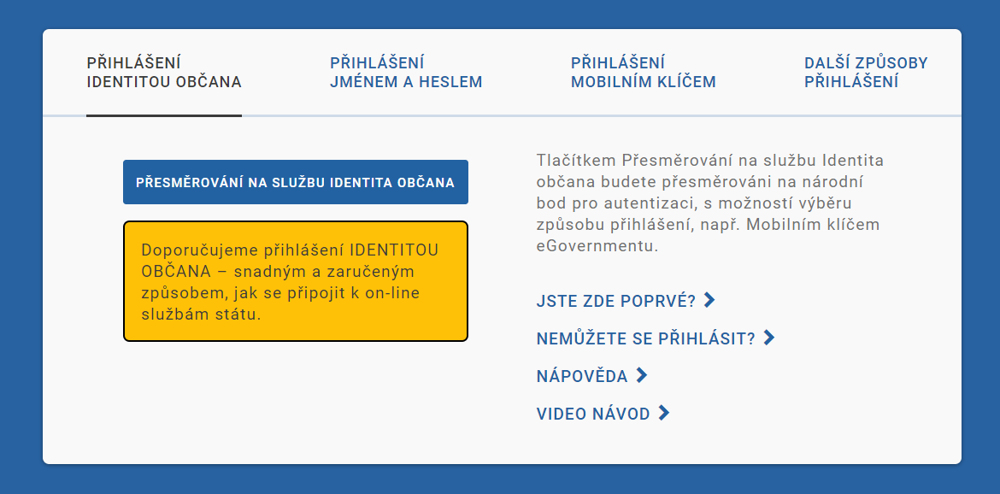 PŘIHLÁŠENÍ
IDENTITOU OBČANA
PŘIHLÁŠENÍ
JMÉNEM A HESLEM
PŘIHLÁŠENÍ
MOBILNÍM KLÍČEM
DALŠÍ ZPŮSOBY
PŘIHLÁŠENÍ
PŘESMĚROVÁNÍ NA SLUŽBU IDENTITA OBČANA
Doporučujeme přihlášení IDENTITOU
OBČANA – snadným a zaručeným
způsobem, jak se připojit k on-line
službám státu.
Tlačítkem Přesměrování na službu Identita
občana budete přesměrováni na národní
bod pro autentizaci, s možností výběru
způsobu přihlášení, např. Mobilním klíčem
eGovernmentu.
JSTE ZDE POPRVÉ?
NEMŮŽETE SE PŘIHLÁSIT?
NÁPOVĚDA
VIDEO NÁVOD